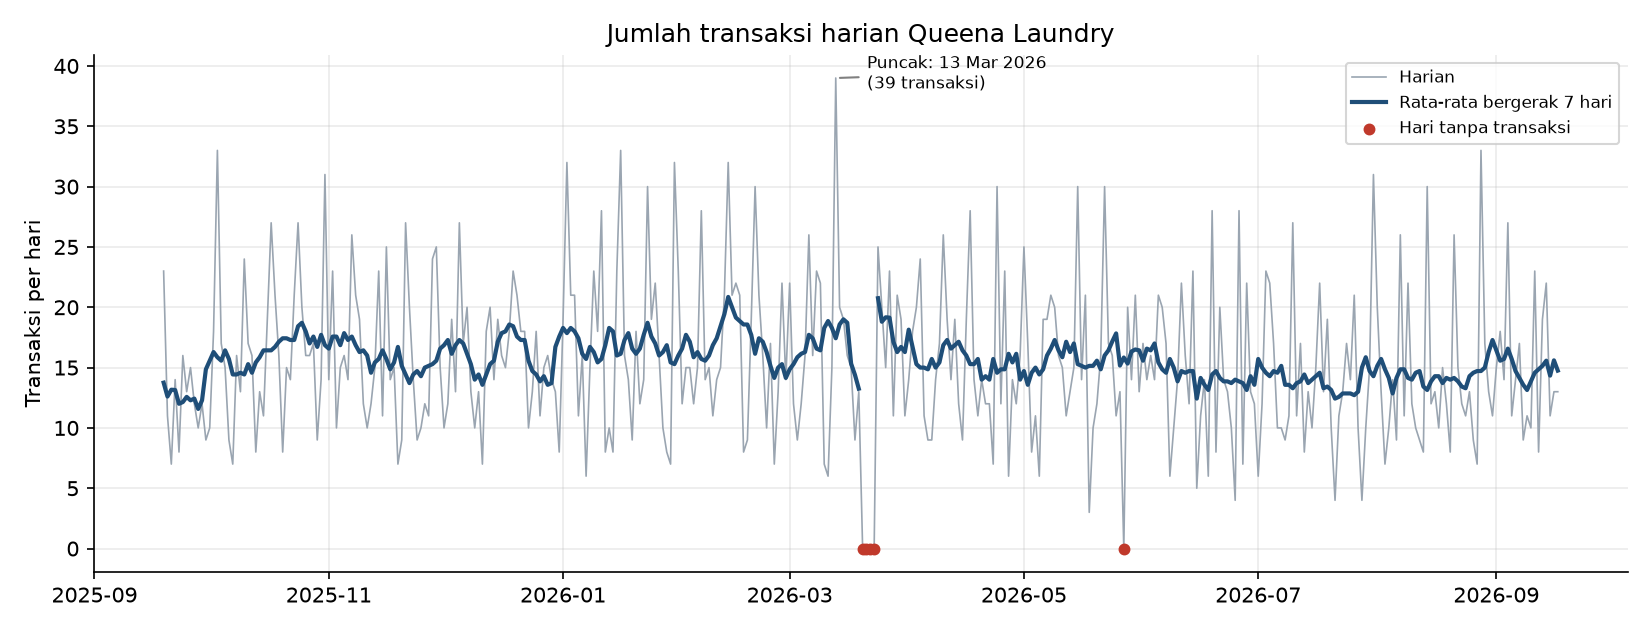 Jumlah transaksi harian Queena Laundry
Puncak: 13 Mar 2026
(39 transaksi)
Harian
Rata-rata bergerak 7 hari
Hari tanpa transaksi
Transaksi per hari
40
35
30
25
20
15
10
5
0
2025-09
2025-11
2026-01
2026-03
2026-05
2026-07
2026-09